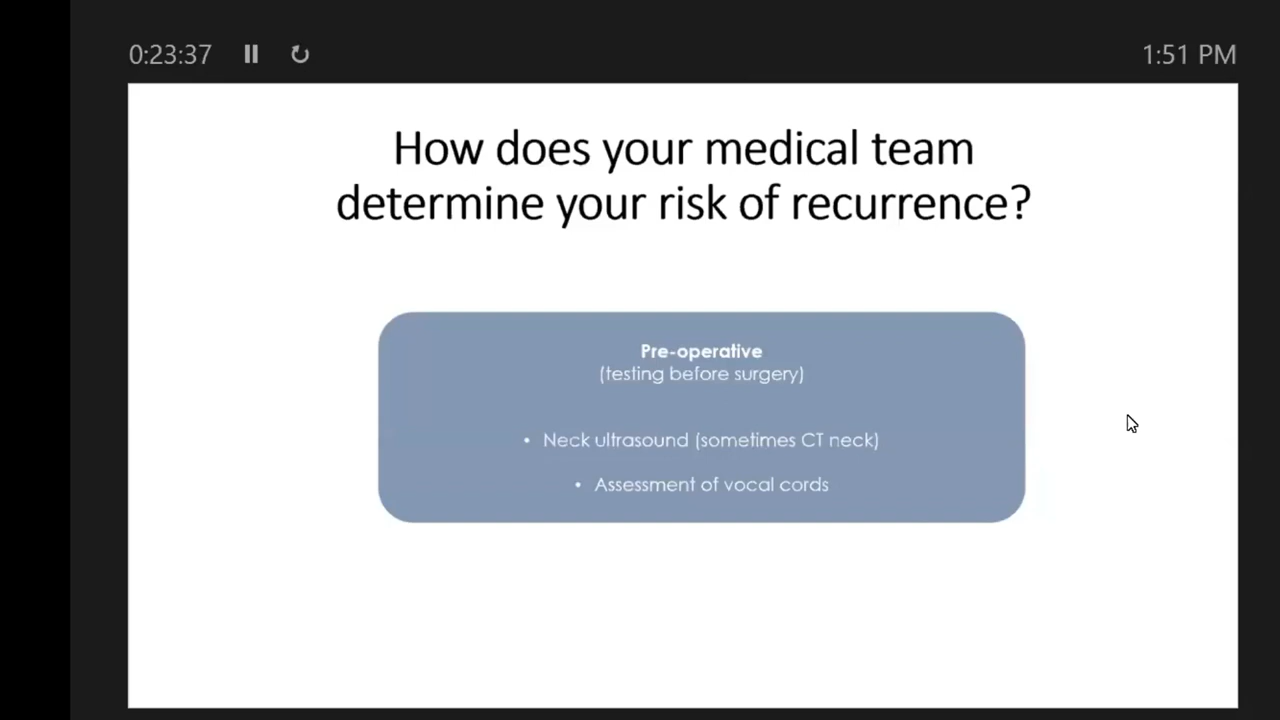 0:23:37
1:51 PM
How does your medical team
determine your risk of recurrence?
Pre-operative
(testing before surgery)
• Neck ultrasound (sometimes CT neck)
• Assessment of vocal cords